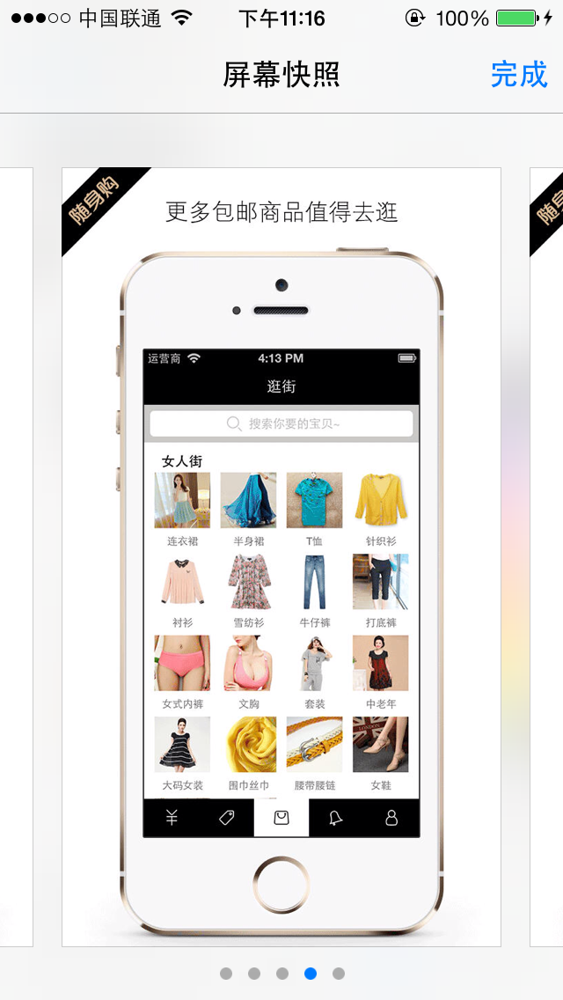 中国联通 下午11:16 100%
屏幕快照 完成
随身购
更多包邮商品值得去逛
随身
运营商 4:13 PM
逛街
搜索你要的宝贝~
女人街
连衣裙 半身裙 T恤 针织衫
衬衫 雪纺衫 牛仔裤 打底裤
女式内裤 文胸 套装 中老年
LONDON
大码女装 围巾丝巾 腰带腰链 女鞋